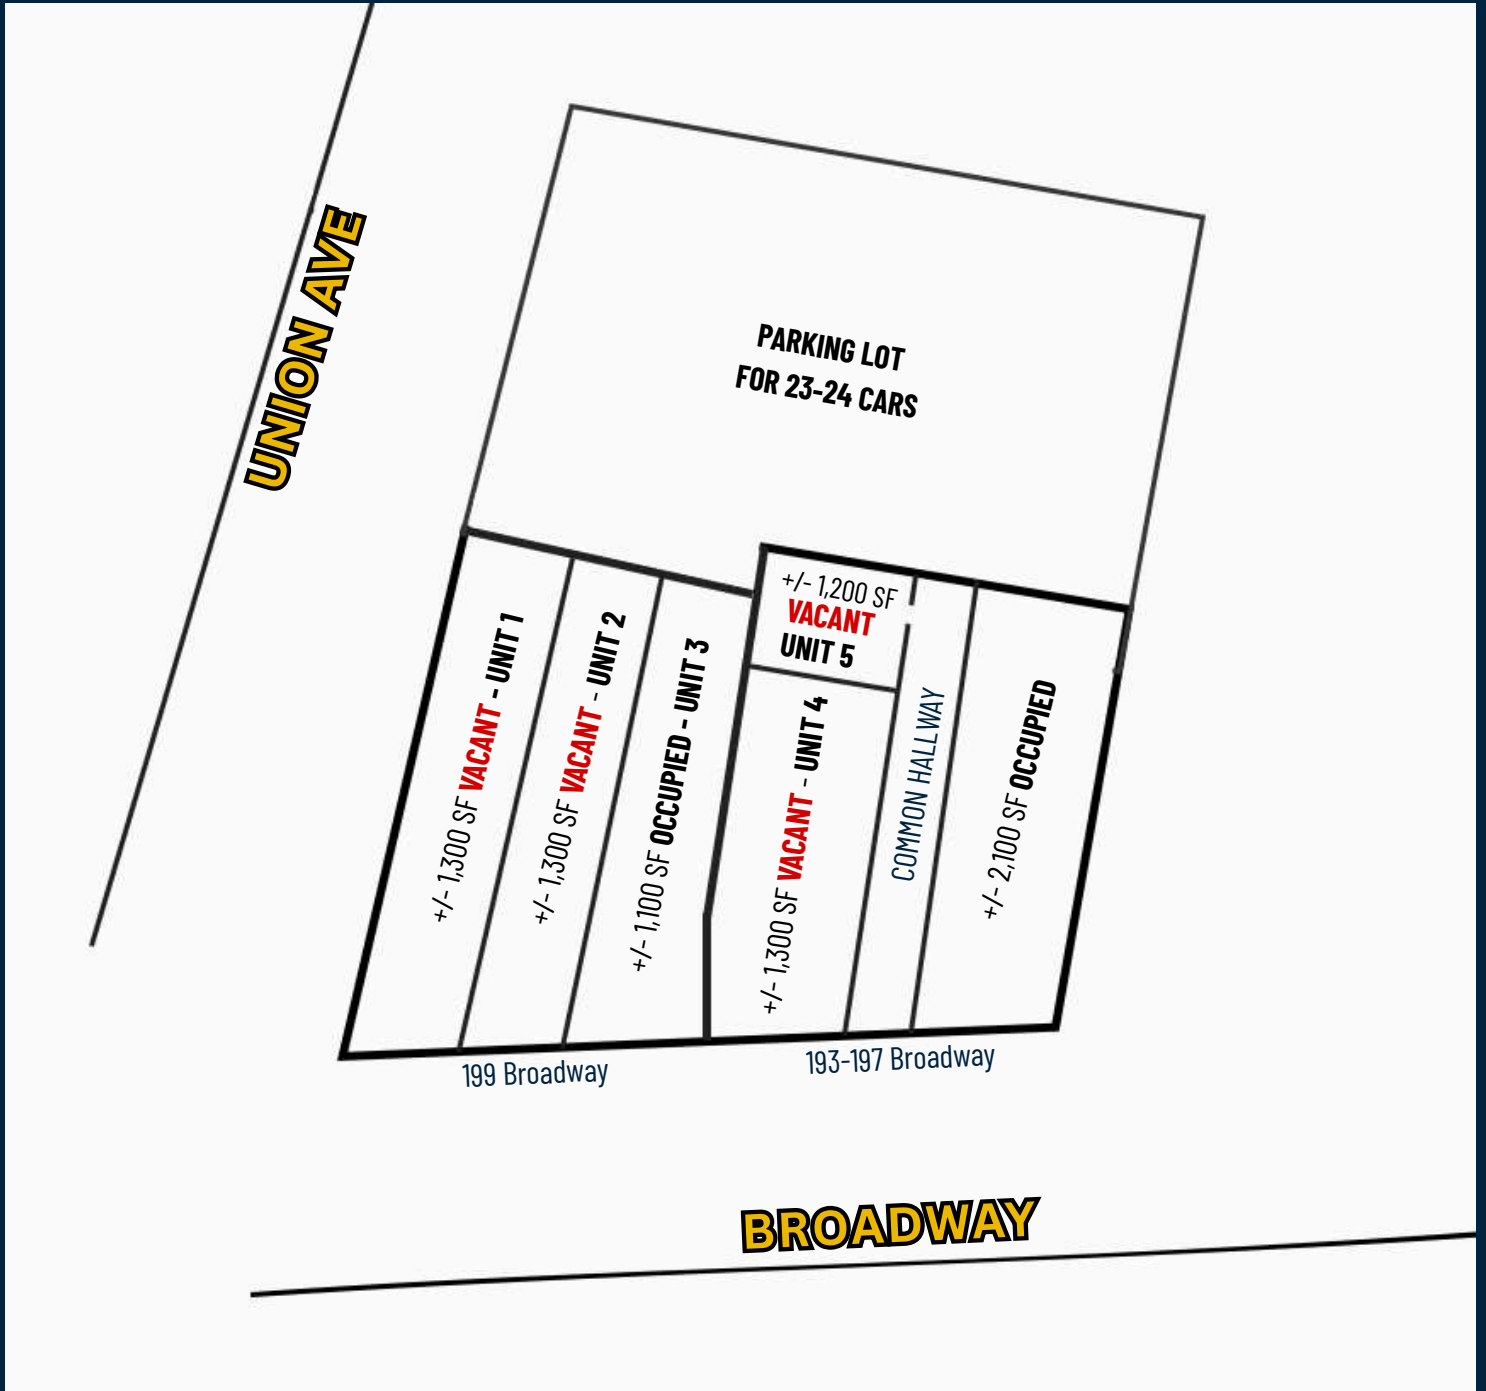 UNION AVE
PARKING LOT
FOR 23-24 CARS
+/- 1,300 SF VACANT - UNIT 1
+/- 1,300 SF VACANT - UNIT 2
+/- 1,100 SF OCCUPIED - UNIT 3
+/- 1,200 SF
VACANT
UNIT 5
+/- 1,300 SF VACANT - UNIT 4
COMMON HALLWAY
+/- 2,100 SF OCCUPIED
199 Broadway
193-197 Broadway
BROADWAY